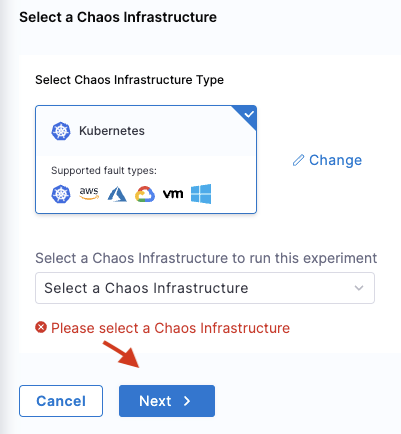 Select a Chaos Infrastructure
Select Chaos Infrastructure Type
Kubernetes
Supported fault types:
aws
vm
Change
Select a Chaos Infrastructure to run this experiment
Select a Chaos Infrastructure
Please select a Chaos Infrastructure
Cancel
Next